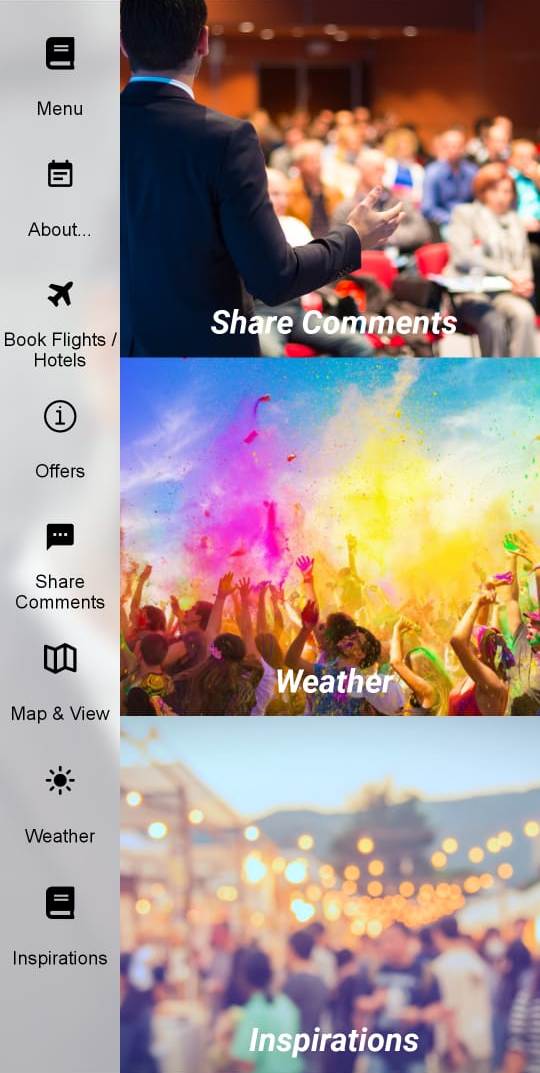 Menu
About...
Book Flights /
Hotels
Offers
Share
Comments
Map & View
Weather
Inspirations
Share Comments
Weather
Inspirations